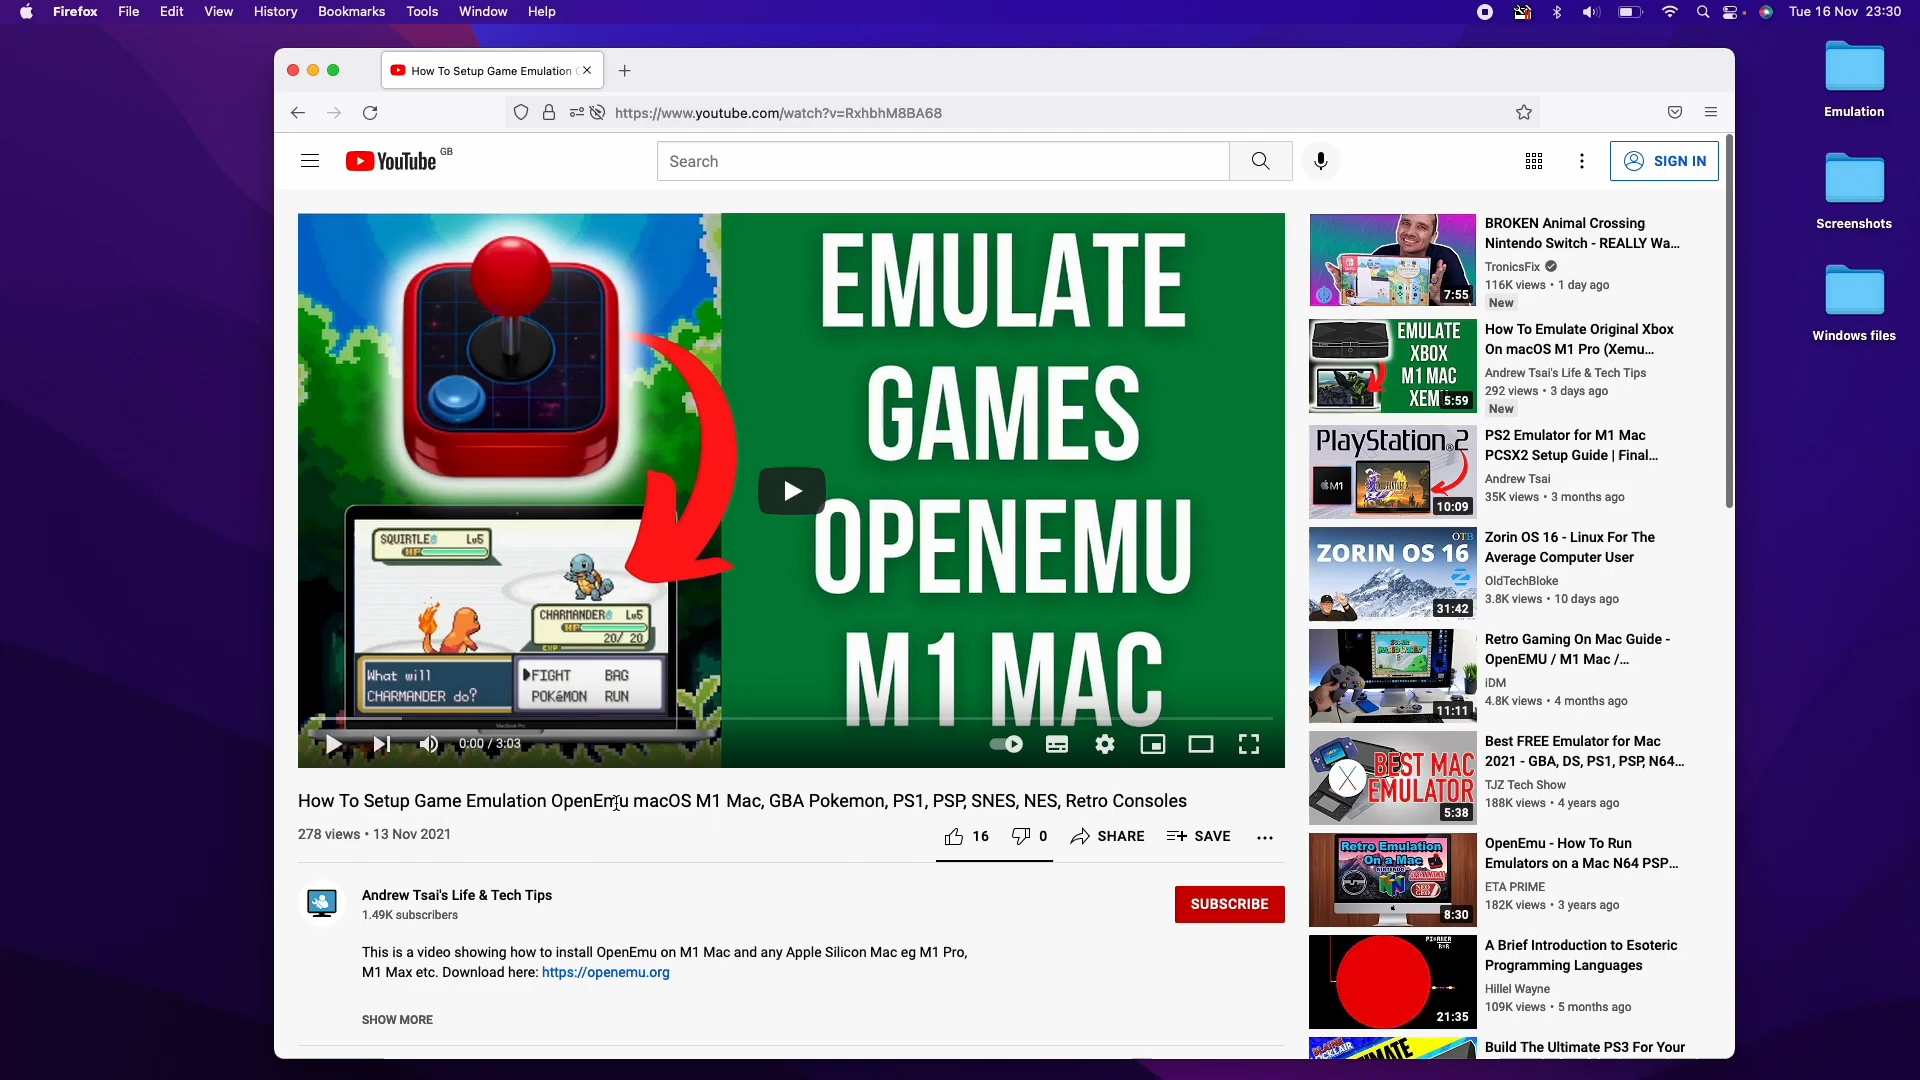 Firefox File Edit View History Bookmarks Tools Window Help
Tue 16 Nov 23:30
How To Setup Game Emulation
https://www.youtube.com/watch?v=RxhbhM8BA68
YouTube GB
Search
SIGN IN
EMULATE
GAMES
OPENEMU
M1 MAC
SQUIRTLE Lv5
HP
CHARMANDER Lv5
HP
20/ 20
EXP
What will
CHARMANDER do?
FIGHT BAG
POKéMON RUN
MacBook Pro
0:00 / 3:03
How To Setup Game Emulation OpenEmu macOS M1 Mac, GBA Pokemon, PS1, PSP, SNES, NES, Retro Consoles
278 views • 13 Nov 2021
16 0 SHARE SAVE
Andrew Tsai's Life & Tech Tips
1.49K subscribers
SUBSCRIBE
This is a video showing how to install OpenEmu on M1 Mac and any Apple Silicon Mac eg M1 Pro,
M1 Max etc. Download here: https://openemu.org
SHOW MORE
7:55
BROKEN Animal Crossing
Nintendo Switch - REALLY Wa...
TronicsFix
116K views • 1 day ago
New
EMULATE
XBOX
M1 MAC
XEM
5:59
How To Emulate Original Xbox
On macOS M1 Pro (Xemu...
Andrew Tsai's Life & Tech Tips
292 views • 3 days ago
New
PlayStation 2
M1
10:09
PS2 Emulator for M1 Mac
PCSX2 Setup Guide | Final...
Andrew Tsai
35K views • 3 months ago
OTB
ZORIN OS 16
31:42
Zorin OS 16 - Linux For The
Average Computer User
OldTechBloke
3.8K views • 10 days ago
11:11
Retro Gaming On Mac Guide -
OpenEMU / M1 Mac /...
iDM
4.8K views • 4 months ago
BEST MAC
EMULATOR
5:38
Best FREE Emulator for Mac
2021 - GBA, DS, PS1, PSP, N64...
TJZ Tech Show
188K views • 4 years ago
Retro Emulation
On a Mac
8:30
OpenEmu - How To Run
Emulators on a Mac N64 PSP...
ETA PRIME
182K views • 3 years ago
21:35
A Brief Introduction to Esoteric
Programming Languages
Hillel Wayne
109K views • 5 months ago
Build The Ultimate PS3 For Your
Emulation
Screenshots
Windows files